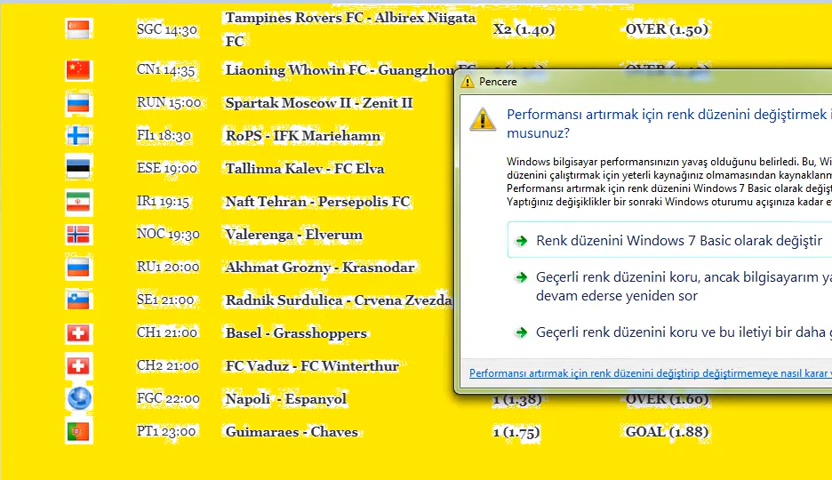 SGC 14:30 Tampines Rovers FC - Albirex Niigata FC X2 (1.40) OVER (1.50)
CN1 14:35 Liaoning Whowin FC - Guangzhou
RUN 15:00 Spartak Moscow II - Zenit II
FI1 18:30 RoPS - IFK Mariehamn
ESE 19:00 Tallinna Kalev - FC Elva
IR1 19:15 Naft Tehran - Persepolis FC
NOC 19:30 Valerenga - Elverum
RU1 20:00 Akhmat Grozny - Krasnodar
SE1 21:00 Radnik Surdulica - Crvena Zvezda
CH1 21:00 Basel - Grasshoppers
CH2 21:00 FC Vaduz - FC Winterthur
FGC 22:00 Napoli - Espanyol 1 (1.38) OVER (1.60)
PT1 23:00 Guimaraes - Chaves 1 (1.75) GOAL (1.88)
Pencere
Performansı artırmak için renk düzenini değiştirmek
musunuz?
Windows bilgisayar performansınızın yavaş olduğunu belirledi. Bu,
düzenini çalıştırmak için yeterli kaynağınız olmamasından
Performansı artırmak için renk düzenini Windows 7 Basic olarak
Yaptığınız değişiklikler bir sonraki Windows oturumu açışınıza kadar
Renk düzenini Windows 7 Basic olarak değiştir
Geçerli renk düzenini koru, ancak bilgisayarım
devam ederse yeniden sor
Geçerli renk düzenini koru ve bu iletiyi bir daha
Performansı artırmak için renk düzenini değiştirip değiştirmemeye nasıl karar